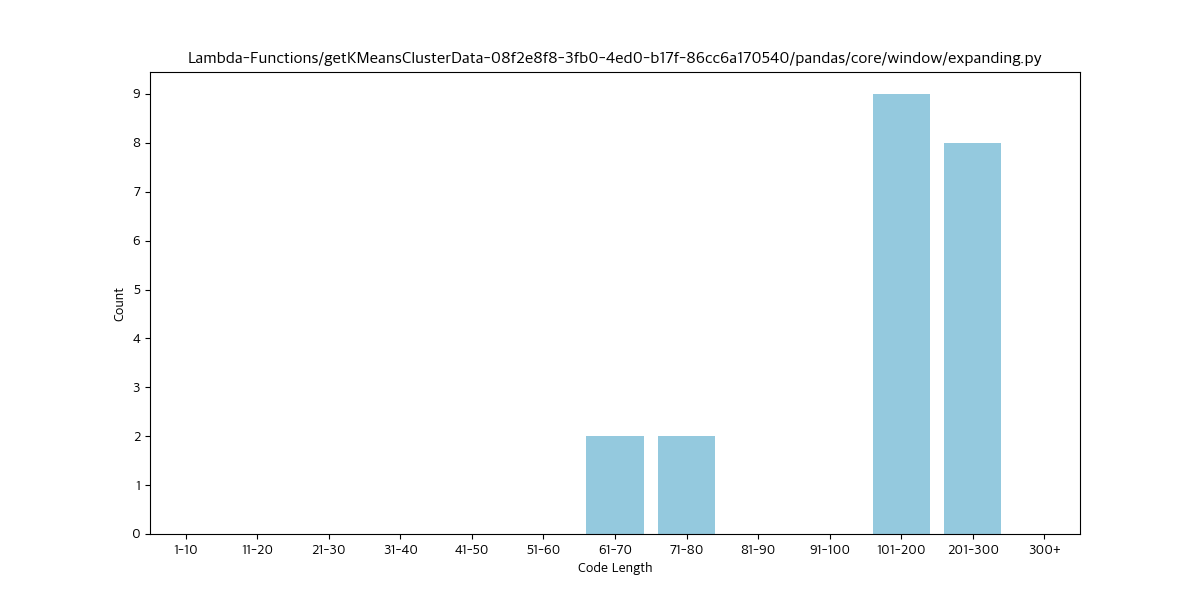 Lambda-Functions/getKMeansClusterData-08f2e8f8-3fb0-4ed0-b17f-86cc6a170540/pandas/core/window/expanding.py
9
8
7
6
5
4
3
2
1
0
Count
1-10 11-20 21-30 31-40 41-50 51-60 61-70 71-80 81-90 91-100 101-200 201-300 300+
Code Length